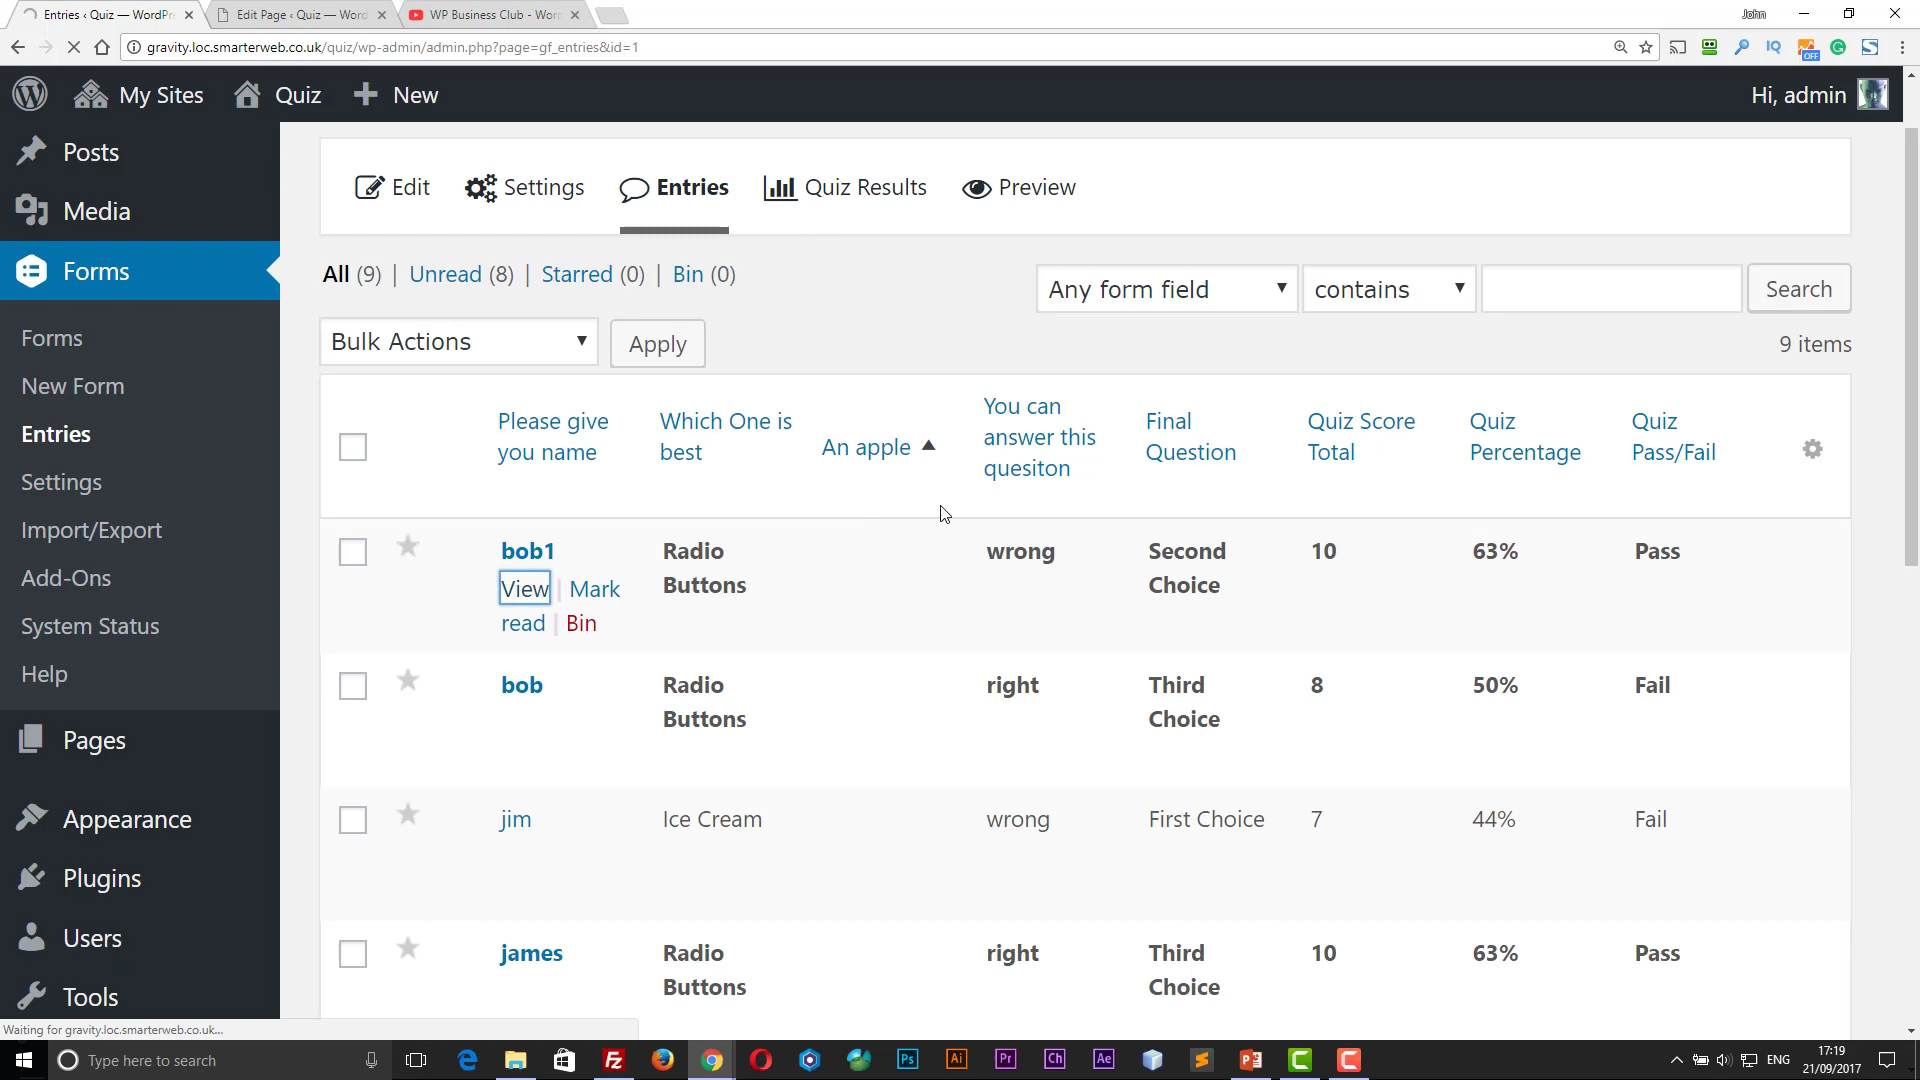 Entries ‹ Quiz — WordPr
Edit Page ‹ Quiz — Word
WP Business Club - Wor
John
gravity.loc.smarterweb.co.uk/quiz/wp-admin/admin.php?page=gf_entries&id=1
IQ
OFF
My Sites
Quiz
New
Hi, admin
Posts
Media
Forms
Forms
New Form
Entries
Settings
Import/Export
Add-Ons
System Status
Help
Pages
Appearance
Plugins
Users
Tools
Edit
Settings
Entries
Quiz Results
Preview
All (9) | Unread (8) | Starred (0) | Bin (0)
Any form field
contains
Search
Bulk Actions
Apply
9 items
Please give
you name
Which One is
best
An apple
You can
answer this
quesiton
Final
Question
Quiz Score
Total
Quiz
Percentage
Quiz
Pass/Fail
bob1
View | Mark
read | Bin
Radio
Buttons
wrong
Second
Choice
10
63%
Pass
bob
Radio
Buttons
right
Third
Choice
8
50%
Fail
jim
Ice Cream
wrong
First Choice
7
44%
Fail
james
Radio
Buttons
right
Third
Choice
10
63%
Pass
Waiting for gravity.loc.smarterweb.co.uk...
Type here to search
Fz
Ps
Ai
Pr
Ch
Ae
ENG
17:19
21/09/2017